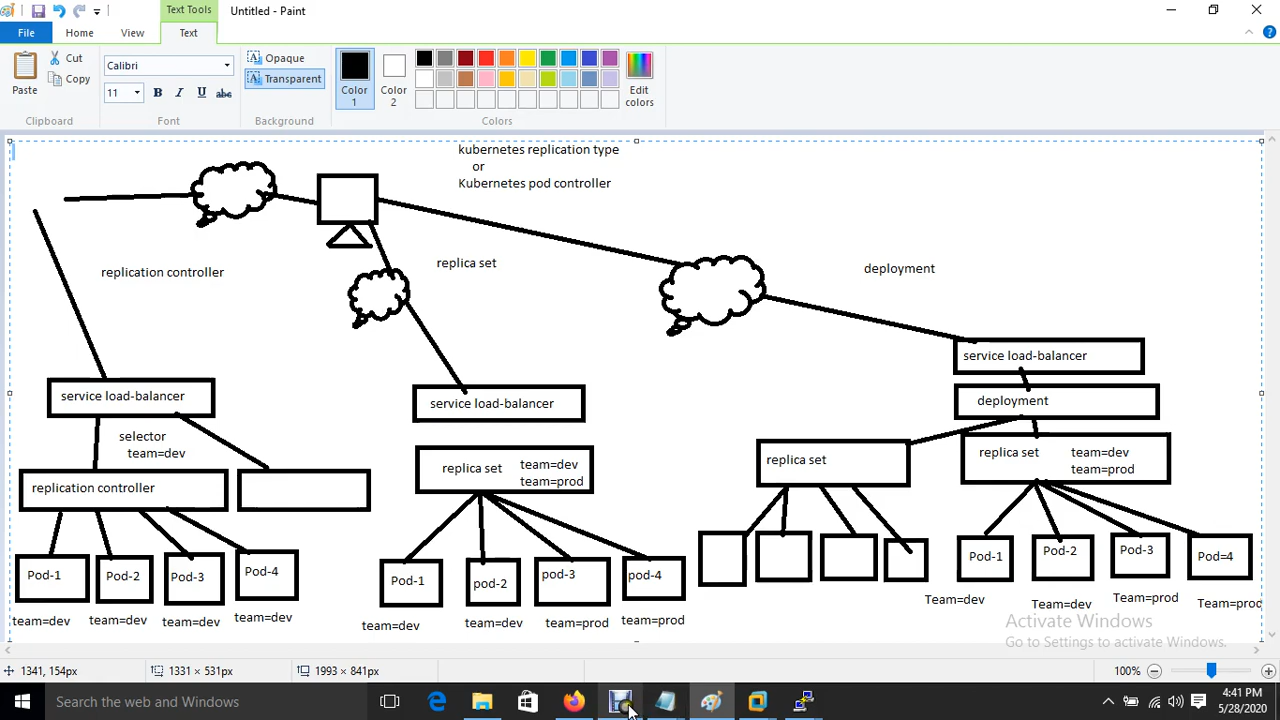 Text Tools
Untitled - Paint
File
Home
View
Text
Paste
Cut
Copy
Calibri
11
B
I
U
abc
Opaque
Transparent
Color
1
Color
2
Edit
colors
Clipboard
Font
Background
Colors
kubernetes replication type
or
Kubernetes pod controller
replication controller
replica set
deployment
service load-balancer
selector
team=dev
replication controller
Pod-1
Pod-2
Pod-3
Pod-4
team=dev
team=dev
team=dev
team=dev
service load-balancer
replica set
team=dev
team=prod
Pod-1
pod-2
pod-3
pod-4
team=dev
team=dev
team=prod
team=prod
service load-balancer
deployment
replica set
replica set
team=dev
team=prod
Pod-1
Pod-2
Pod-3
Pod=4
Team=dev
Team=dev
Team=prod
Team=prod
Activate Windows
Go to Settings to activate Windows.
1341, 154px
1331 × 531px
1993 × 841px
100%
Search the web and Windows
4:41 PM
5/28/2020